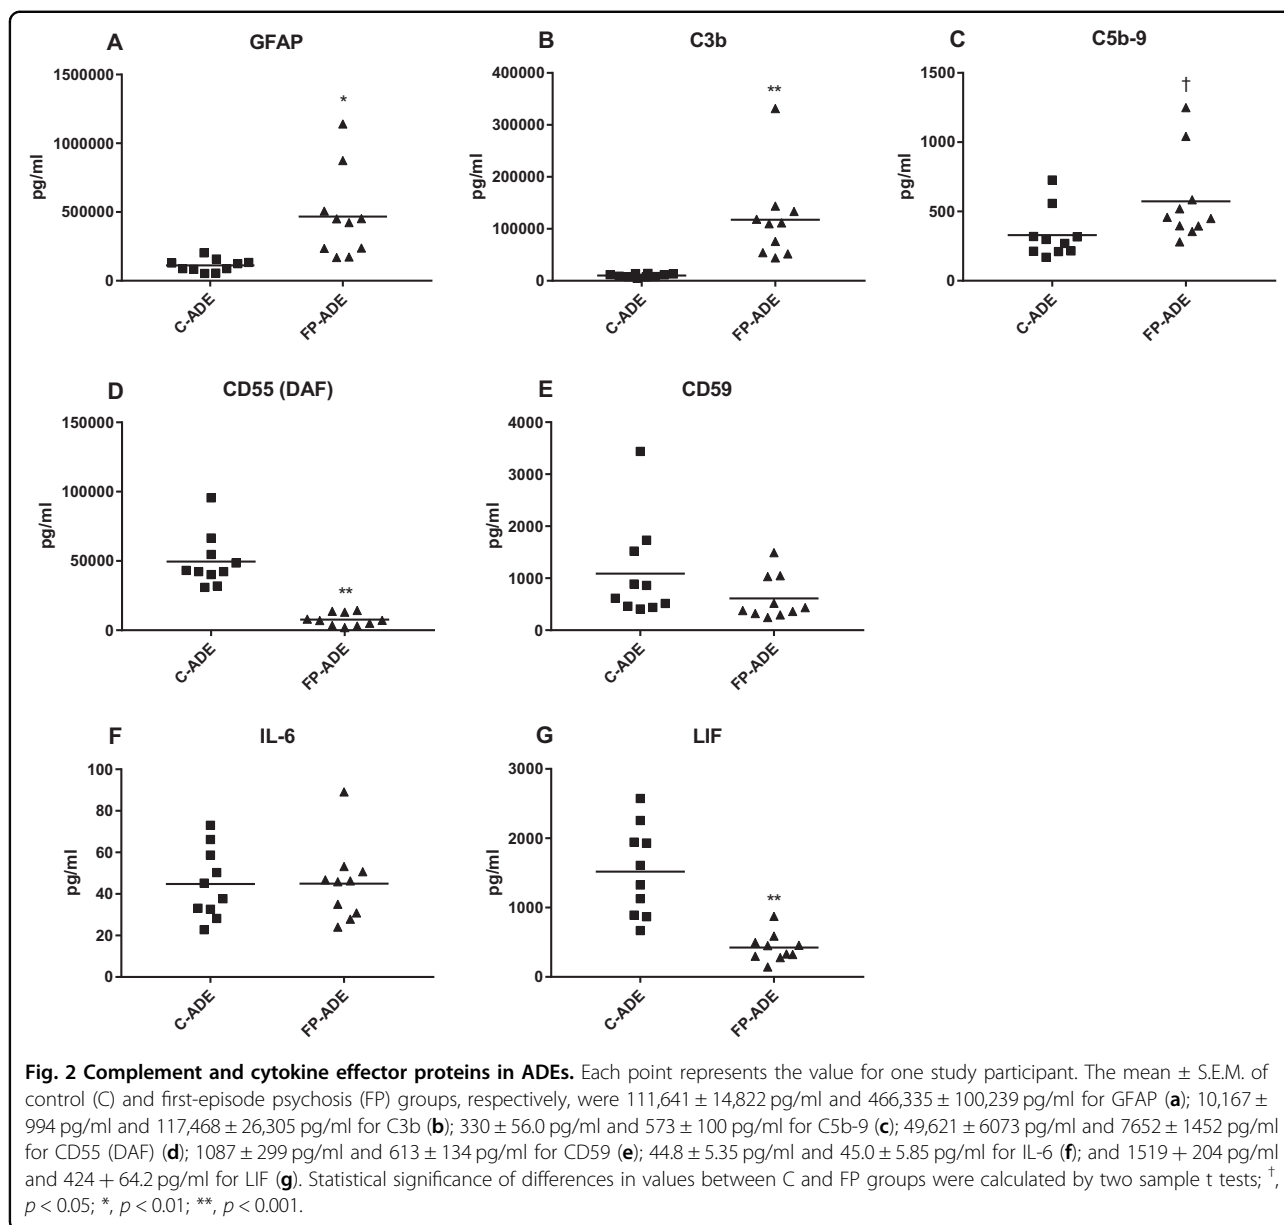 A GFAP
1500000
1000000
500000
0
pg/ml
*
C-ADE
FP-ADE
B C3b
400000
300000
200000
100000
0
pg/ml
**
C-ADE
FP-ADE
C C5b-9
1500
1000
500
0
pg/ml
†
C-ADE
FP-ADE
D CD55 (DAF)
150000
100000
50000
0
pg/ml
**
C-ADE
FP-ADE
E CD59
4000
3000
2000
1000
0
pg/ml
C-ADE
FP-ADE
F IL-6
100
80
60
40
20
0
pg/ml
C-ADE
FP-ADE
G LIF
3000
2000
1000
0
pg/ml
**
C-ADE
FP-ADE
Fig. 2 Complement and cytokine effector proteins in ADEs. Each point represents the value for one study participant. The mean ± S.E.M. of
control (C) and first-episode psychosis (FP) groups, respectively, were 111,641 ± 14,822 pg/ml and 466,335 ± 100,239 pg/ml for GFAP (a); 10,167 ±
994 pg/ml and 117,468 ± 26,305 pg/ml for C3b (b); 330 ± 56.0 pg/ml and 573 ± 100 pg/ml for C5b-9 (c); 49,621 ± 6073 pg/ml and 7652 ± 1452 pg/ml
for CD55 (DAF) (d); 1087 ± 299 pg/ml and 613 ± 134 pg/ml for CD59 (e); 44.8 ± 5.35 pg/ml and 45.0 ± 5.85 pg/ml for IL-6 (f); and 1519 + 204 pg/ml
and 424 + 64.2 pg/ml for LIF (g). Statistical significance of differences in values between C and FP groups were calculated by two sample t tests; †,
p < 0.05; *, p < 0.01; **, p < 0.001.